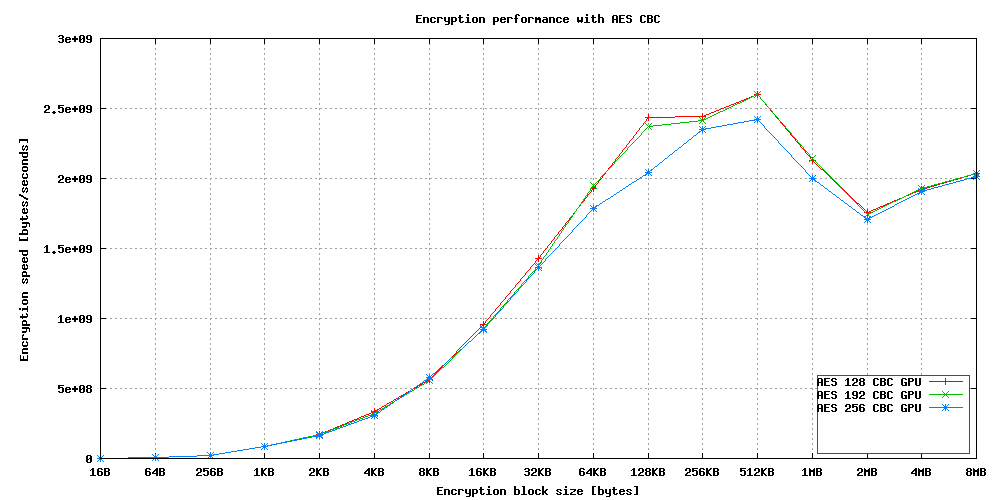 Encryption performance with AES CBC
3e+09
2.5e+09
2e+09
1.5e+09
1e+09
5e+08
0
Encryption speed [bytes/seconds]
16B 64B 256B 1KB 2KB 4KB 8KB 16KB 32KB 64KB 128KB 256KB 512KB 1MB 2MB 4MB 8MB
Encryption block size [bytes]
AES 128 CBC GPU
AES 192 CBC GPU
AES 256 CBC GPU